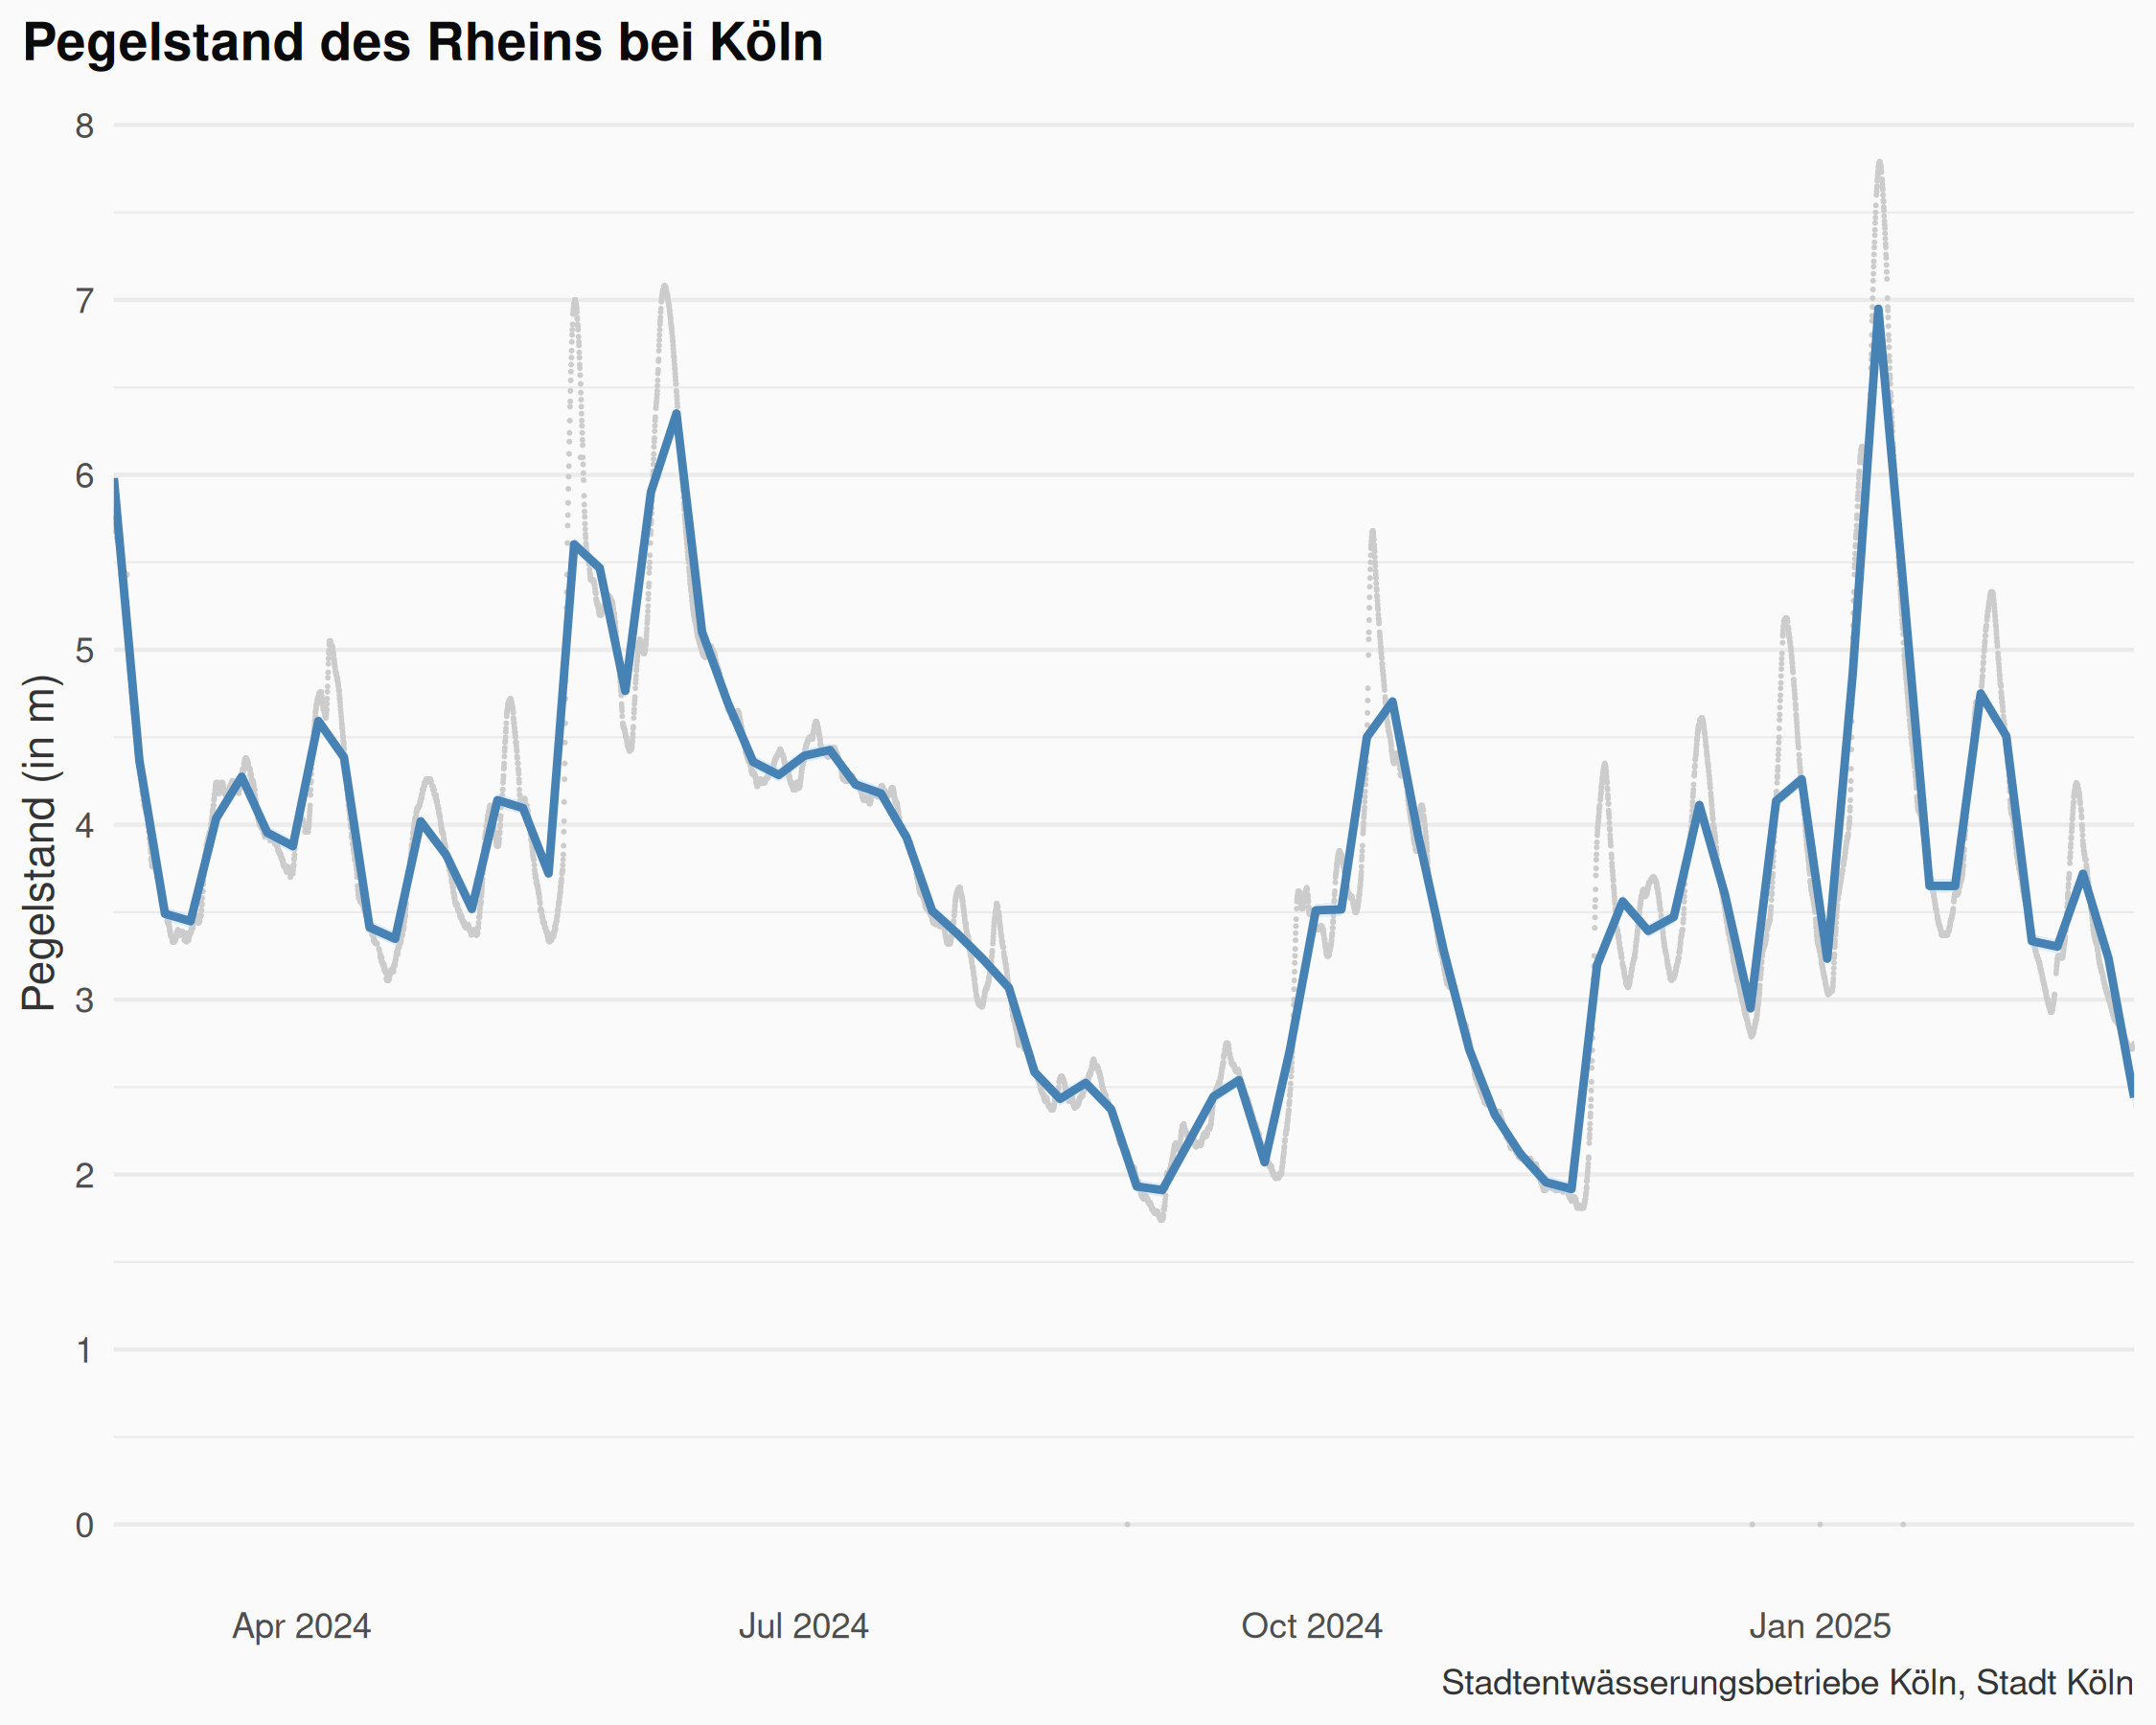 Pegelstand des Rheins bei Köln
Pegelstand (in m)
8
7
6
5
4
3
2
1
0
Apr 2024
Jul 2024
Oct 2024
Jan 2025
Stadtentwässerungsbetriebe Köln, Stadt Köln